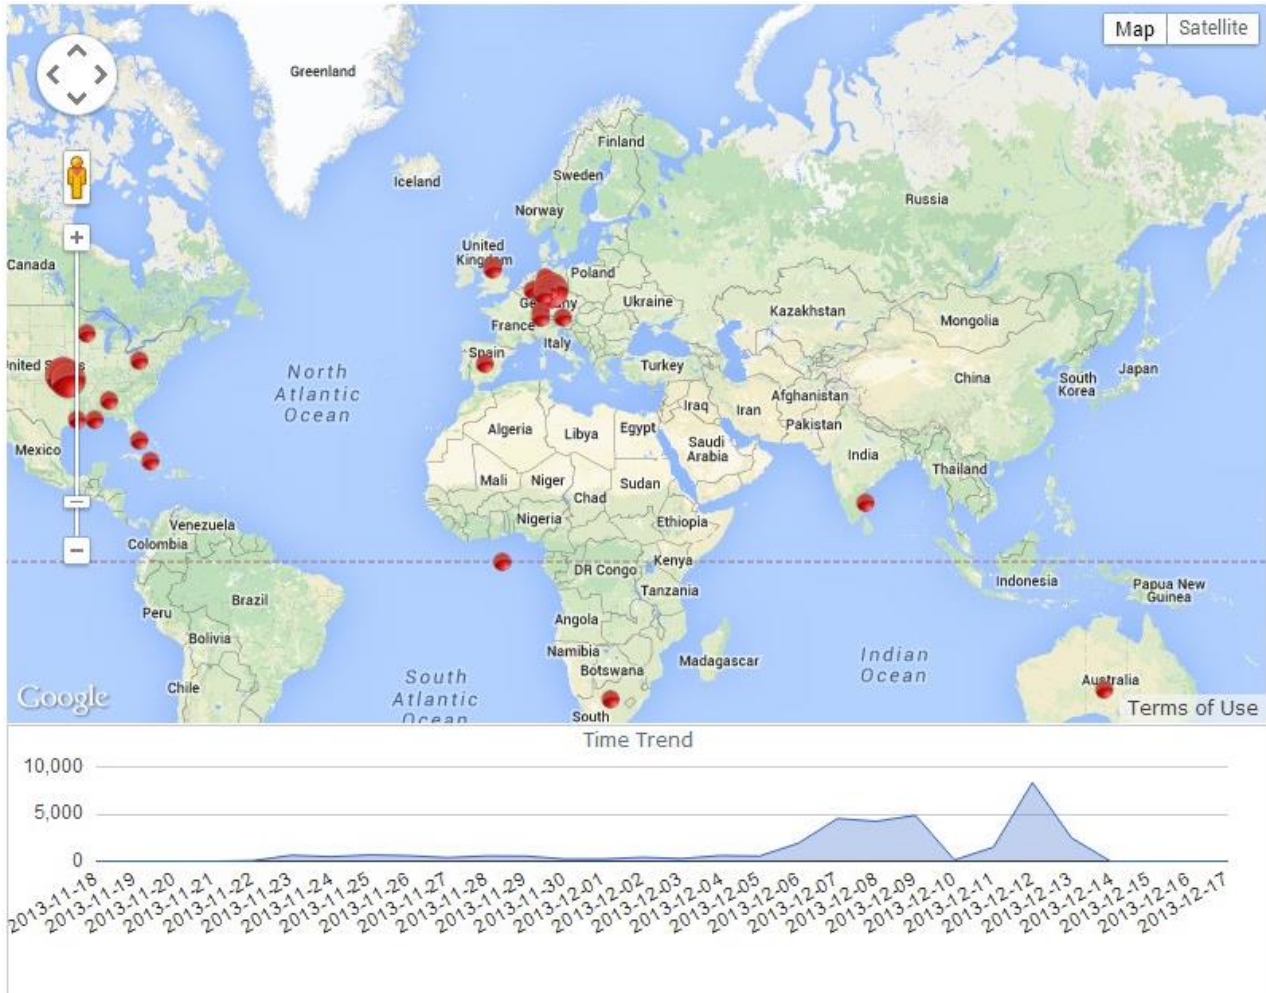 Map
Satellite
Greenland
Finland
Iceland
Sweden
Russia
Norway
United
Kingdom
Canada
Poland
Germany
Ukraine
Kazakhstan
Mongolia
France
Italy
United States
Spain
North
Atlantic
Ocean
Turkey
China
South
Korea
Japan
Iraq
Iran
Afghanistan
Pakistan
Algeria
Libya
Egypt
Saudi
Arabia
Mexico
India
Mali
Niger
Sudan
Chad
Thailand
Nigeria
Ethiopia
Venezuela
Colombia
DR Congo
Kenya
Indonesia
Papua New
Guinea
Tanzania
Brazil
Peru
Angola
Bolivia
Namibia
Botswana
Madagascar
Indian
Ocean
South
Atlantic
Ocean
Chile
Australia
Google
South
Terms of Use
Time Trend
10,000
5,000
0
2013-11-18
2013-11-19
2013-11-20
2013-11-21
2013-11-22
2013-11-23
2013-11-24
2013-11-25
2013-11-26
2013-11-27
2013-11-28
2013-11-29
2013-11-30
2013-12-01
2013-12-02
2013-12-03
2013-12-04
2013-12-05
2013-12-06
2013-12-07
2013-12-08
2013-12-09
2013-12-10
2013-12-11
2013-12-12
2013-12-13
2013-12-14
2013-12-15
2013-12-16
2013-12-17